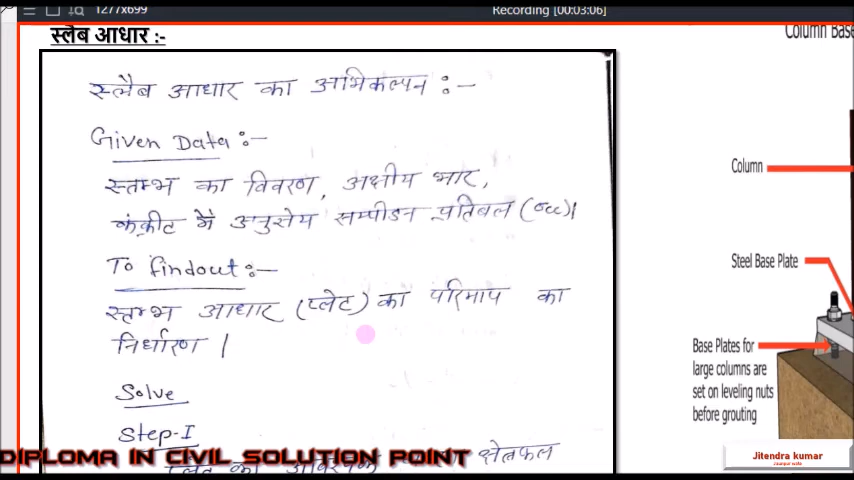 1277x699
Recording [00:03:06]
स्लैब आधार :-
Column Base
स्लैब आधार का अभिकल्पन :-
Given Data :-
स्तम्भ का विवरण, अक्षीय भार,
कंक्रीट में अनुज्ञेय सम्पीडन प्रतिबल (σcc)।
To findout :-
स्तम्भ आधार (प्लेट) का परिमाप का
निर्धारण ।
Solve
Step-I
क्षेत्रफल
Column
Steel Base Plate
Base Plates for
large columns are
set on leveling nuts
before grouting
DIPLOMA IN CIVIL SOLUTION POINT
Jitendra kumar